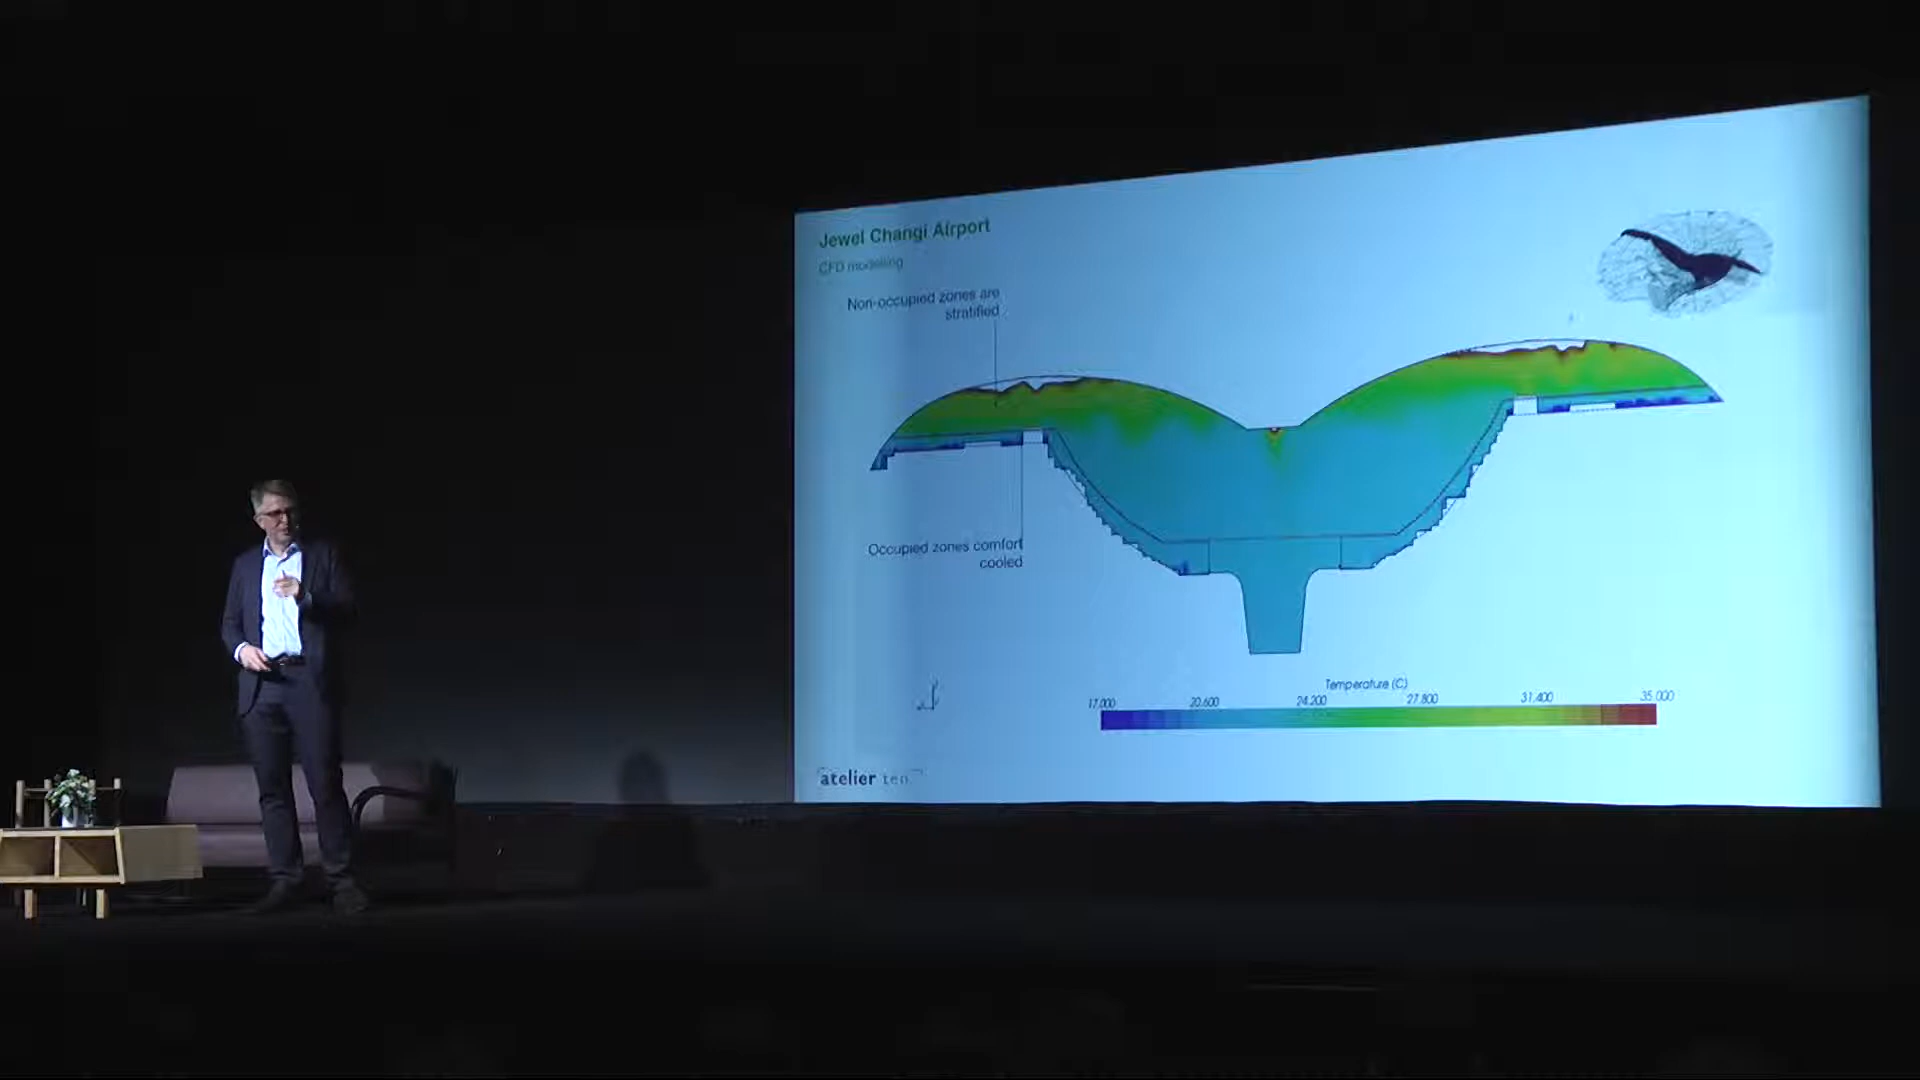 Jewel Changi Airport
CFD modelling
Non-occupied zones are
stratified
Occupied zones comfort
cooled
Temperature (C)
17.000 20.600 24.200 27.800 31.400 35.000
atelier ten